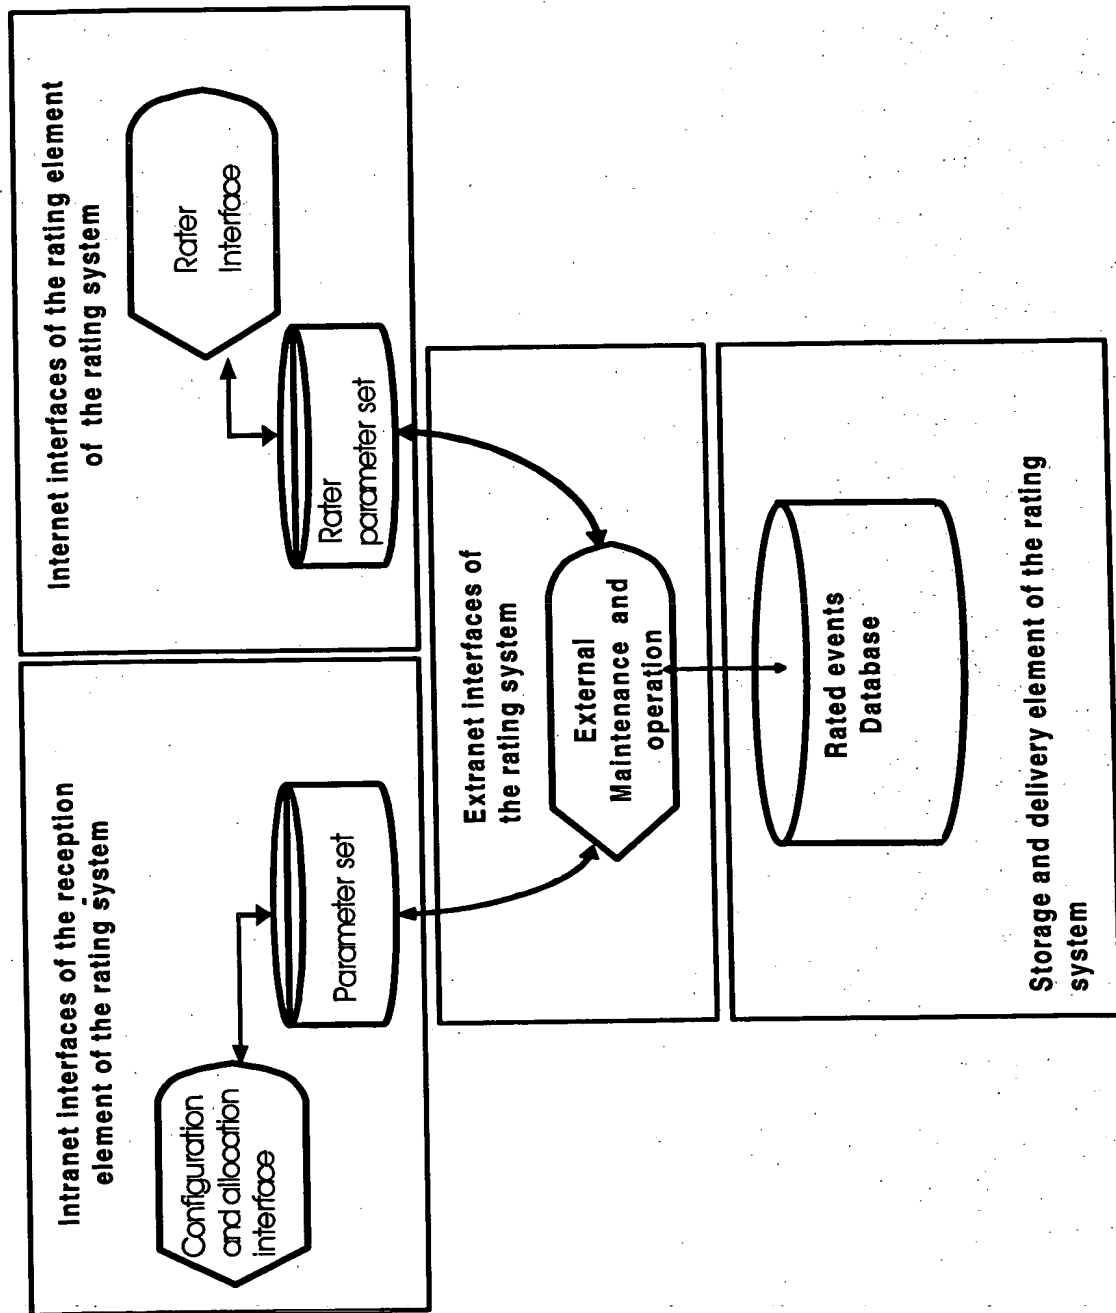 Intranet interfaces of the reception
element of the rating system
Configuration
and allocation
interface
Parameter set
Internet interfaces of the rating element
of the rating system
Rater
Interface
Rater
parameter set
Extranet interfaces of
the rating system
External
Maintenance and
operation
Rated events
Database
Storage and delivery element of the rating
system